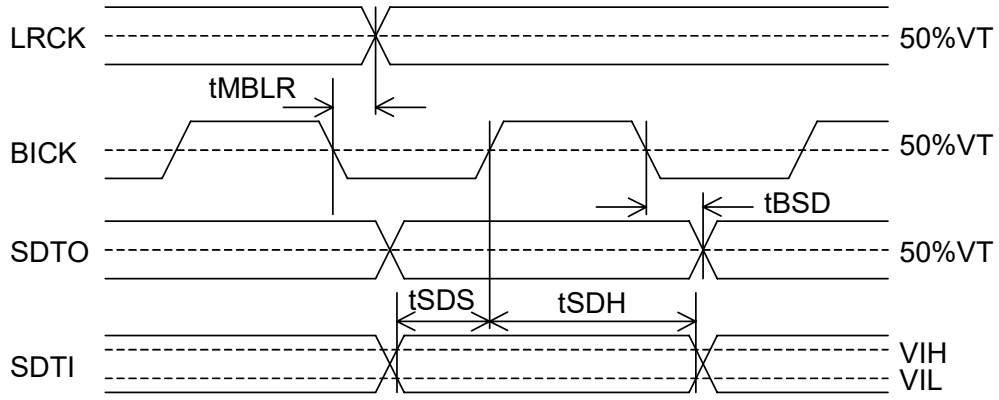 LRCK
50%VT
tMBLR
BICK
50%VT
tBSD
SDTO
50%VT
tSDS
tSDH
SDTI
VIH
VIL